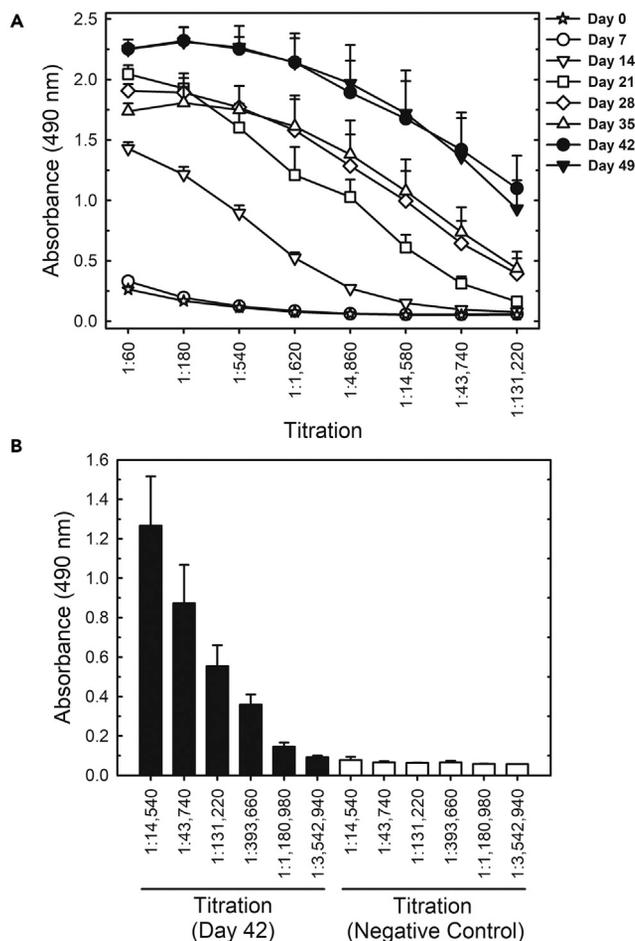 A
Absorbance (490 nm)
2.5
2.0
1.5
1.0
0.5
0.0
1:60
1:180
1:540
1:1,620
1:4,860
1:14,580
1:43,740
1:131,220
Titration
Day 0
Day 7
Day 14
Day 21
Day 28
Day 35
Day 42
Day 49
B
Absorbance (490 nm)
1.6
1.4
1.2
1.0
0.8
0.6
0.4
0.2
0.0
1:14,540
1:43,740
1:131,220
1:393,660
1:1,180,980
1:3,542,940
1:14,540
1:43,740
1:131,220
1:393,660
1:1,180,980
1:3,542,940
Titration
(Day 42)
Titration
(Negative Control)